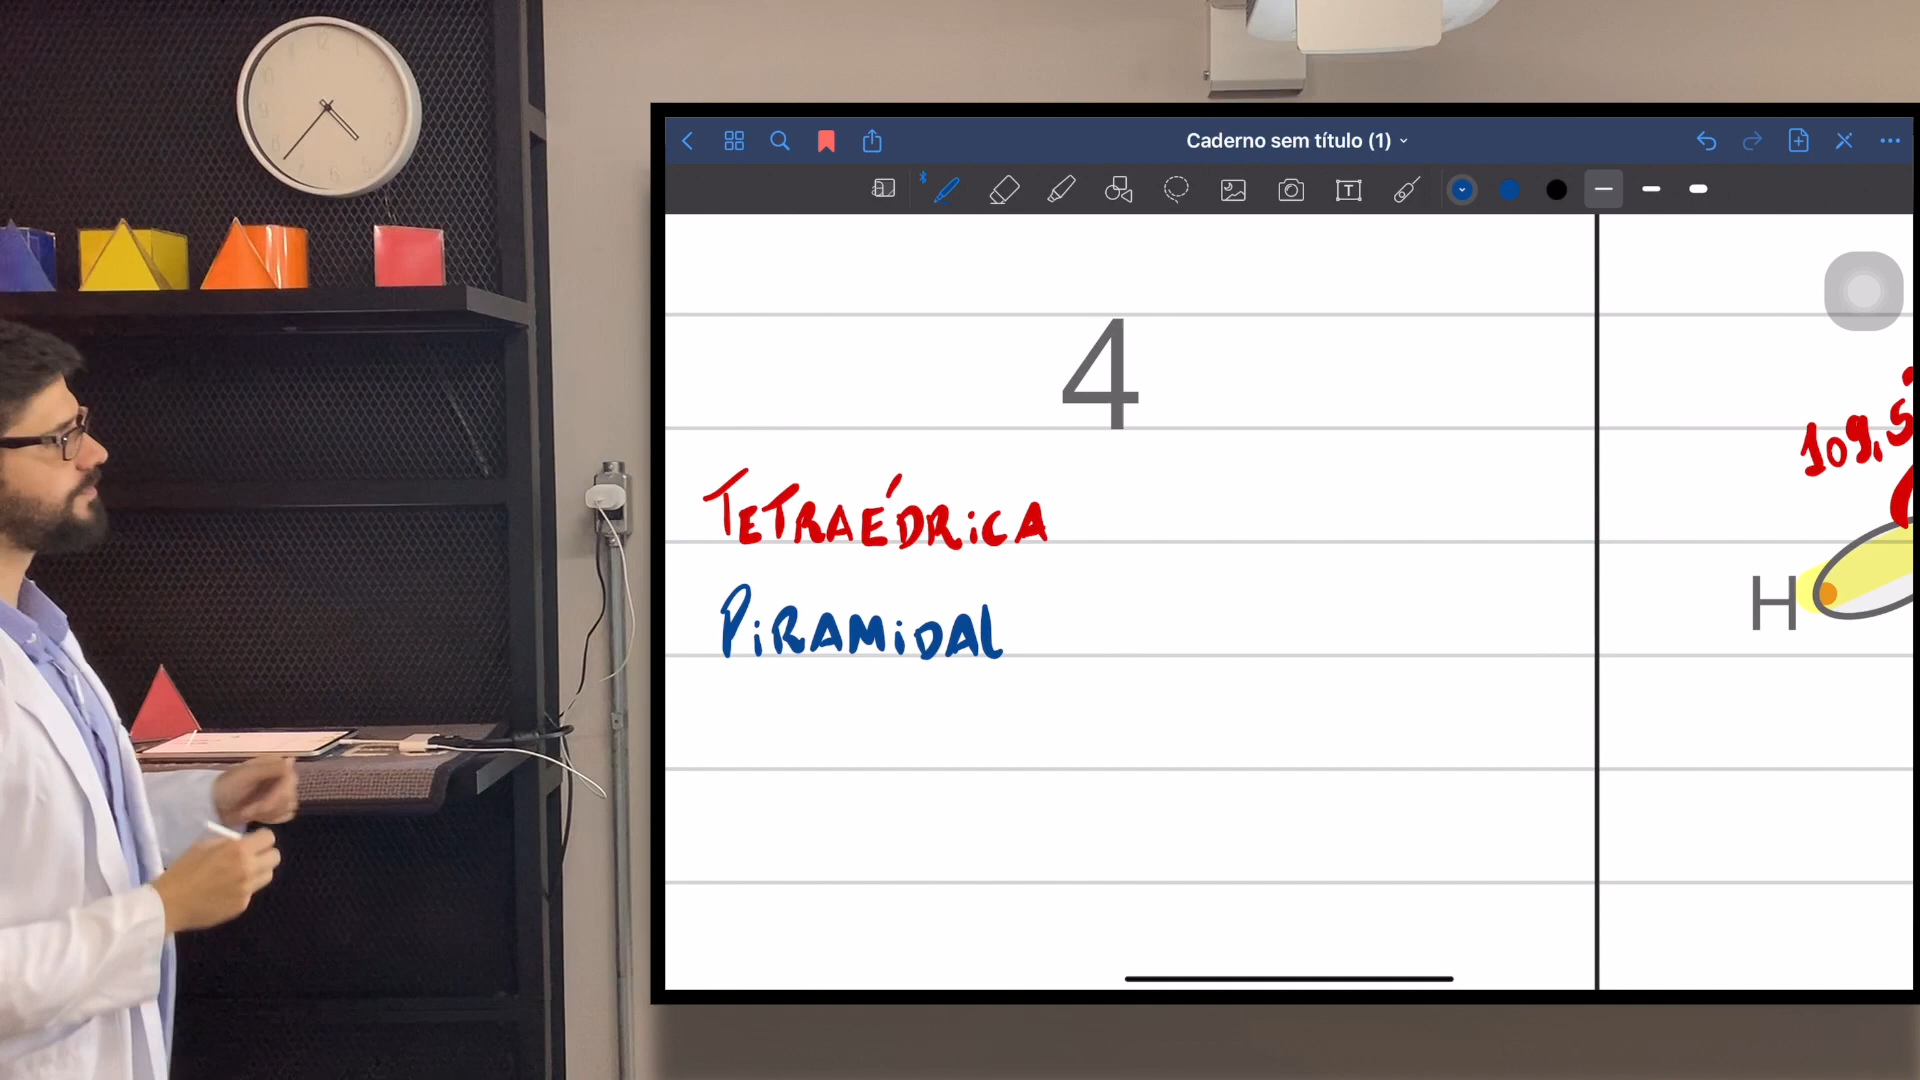 Caderno sem título (1)
T
4
109,5
TETRAÉDRICA
H
PIRAMIDAL